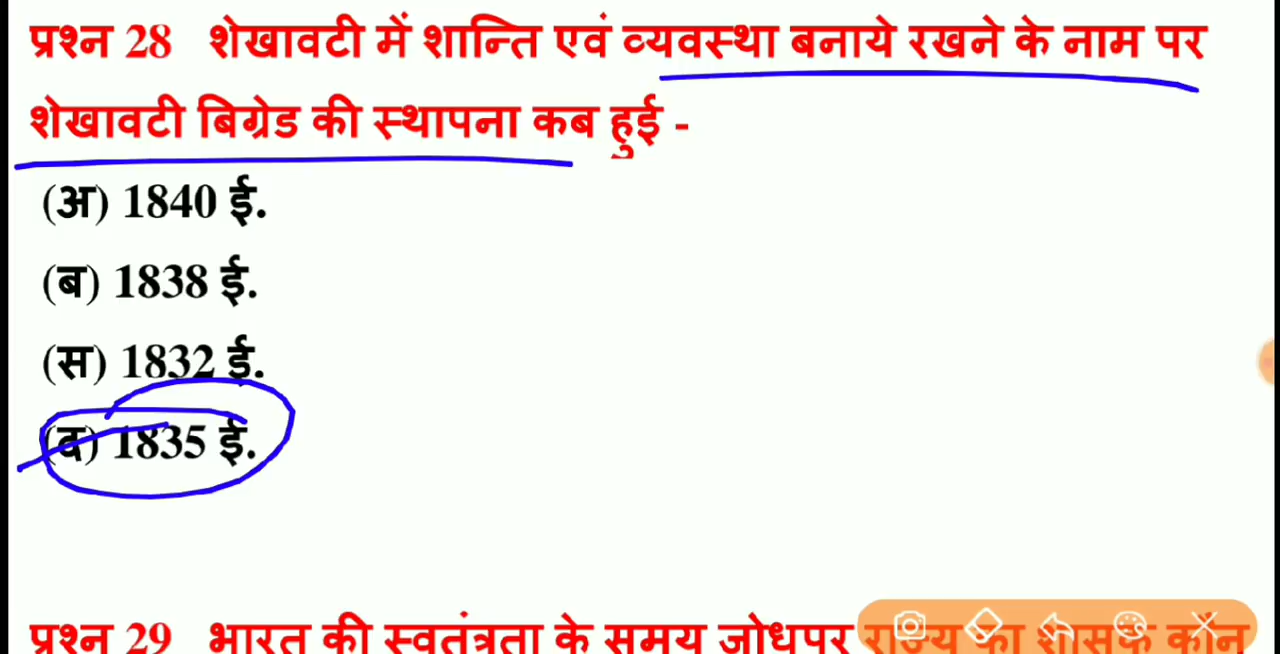 प्रश्न 28 शेखावटी में शान्ति एवं व्यवस्था बनाये रखने के नाम पर
शेखावटी बिग्रेड की स्थापना कब हुई -
(अ) 1840 ई.
(ब) 1838 ई.
(स) 1832 ई.
(द) 1835 ई.
प्रश्न 29 भारत की स्वतंत्रता के समय जोधपुर राज्य का शासक कौन